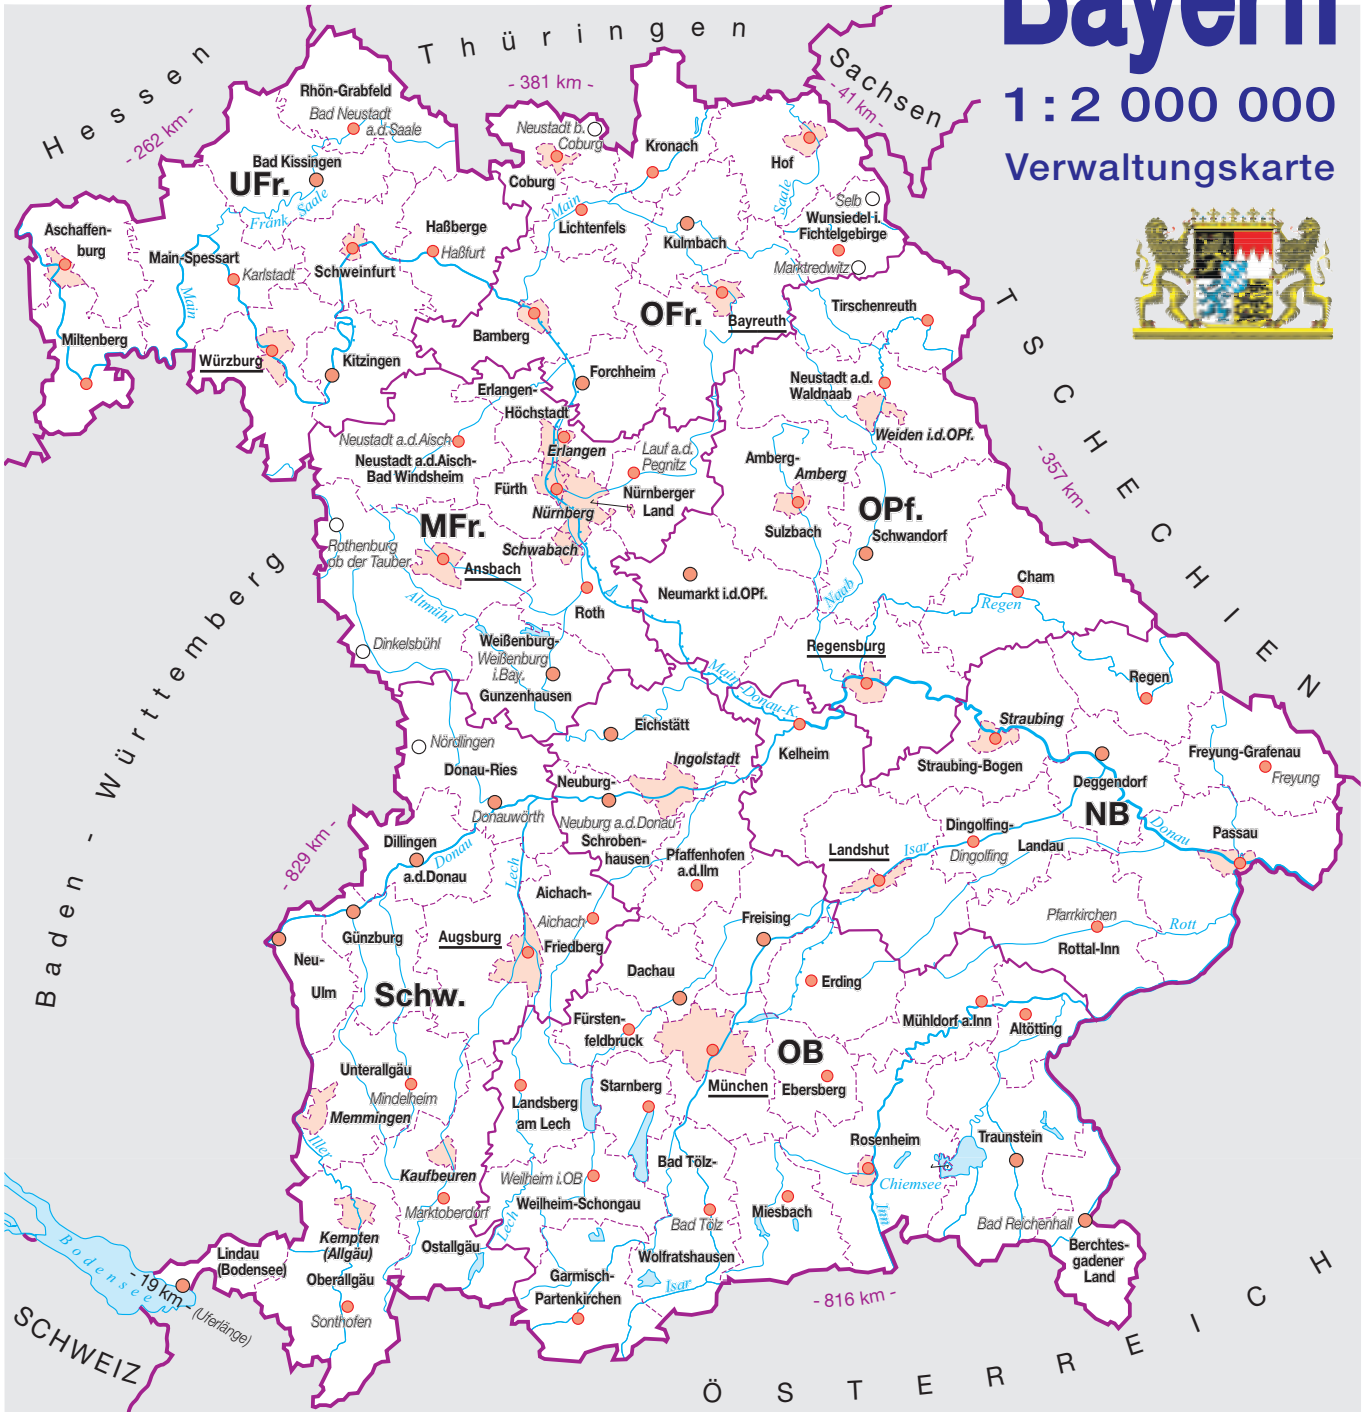 Bayern
1 : 2 000 000
Verwaltungskarte
Hessen
Thüringen
Sachsen
TSCHECHIEN
ÖSTERREICH
SCHWEIZ
Baden - Württemberg
- 262 km -
- 381 km -
- 41 km -
- 357 km -
- 816 km -
- 829 km -
- 19 km - (Uferlänge)
Bodensee
UFr.
Rhön-Grabfeld
Bad Neustadt
a.d.Saale
Bad Kissingen
Fränk. Saale
Aschaffen-
burg
Main-Spessart
Karlstadt
Main
Haßberge
Haßfurt
Schweinfurt
Miltenberg
Würzburg
Kitzingen
OFr.
Neustadt b.
Coburg
Coburg
Kronach
Hof
Saale
Selb
Wunsiedel i.
Fichtelgebirge
Marktredwitz
Main
Lichtenfels
Kulmbach
Bayreuth
Bamberg
Forchheim
MFr.
Erlangen-
Höchstadt
Erlangen
Neustadt a.d.Aisch
Neustadt a.d.Aisch-
Bad Windsheim
Fürth
Nürnberg
Lauf a.d.
Pegnitz
Nürnberger
Land
Schwabach
Rothenburg
ob der Tauber
Ansbach
Altmühl
Roth
Dinkelsbühl
Weißenburg-
Weißenburg
i.Bay.
Gunzenhausen
OPf.
Tirschenreuth
Neustadt a.d.
Waldnaab
Weiden i.d.OPf.
Amberg-
Amberg
Sulzbach
Schwandorf
Neumarkt i.d.OPf.
Naab
Cham
Regen
Regensburg
Main-Donau-K.
NB
Regen
Straubing
Straubing-Bogen
Freyung-Grafenau
Freyung
Deggendorf
Kelheim
Donau
Passau
Dingolfing-
Dingolfing
Landau
Landshut
Isar
Pfarrkirchen
Rott
Rottal-Inn
Schw.
Nördlingen
Donau-Ries
Donauwörth
Dillingen
a.d.Donau
Donau
Lech
Günzburg
Neu-
Ulm
Augsburg
Aichach-
Aichach
Friedberg
Unterallgäu
Mindelheim
Memmingen
Iller
Kaufbeuren
Marktoberdorf
Ostallgäu
Kempten
(Allgäu)
Oberallgäu
Sonthofen
Lindau
(Bodensee)
OB
Eichstätt
Ingolstadt
Neuburg-
Neuburg a.d.Donau
Schroben-
hausen
Pfaffenhofen
a.d.Ilm
Freising
Dachau
Erding
Fürsten-
feldbruck
Mühldorf a.Inn
Altötting
München
Ebersberg
Starnberg
Landsberg
am Lech
Rosenheim
Traunstein
Chiemsee
Inn
Bad Tölz-
Bad Tölz
Wolfratshausen
Miesbach
Weilheim i.OB
Weilheim-Schongau
Lech
Garmisch-
Partenkirchen
Isar
Bad Reichenhall
Berchtes-
gadener
Land